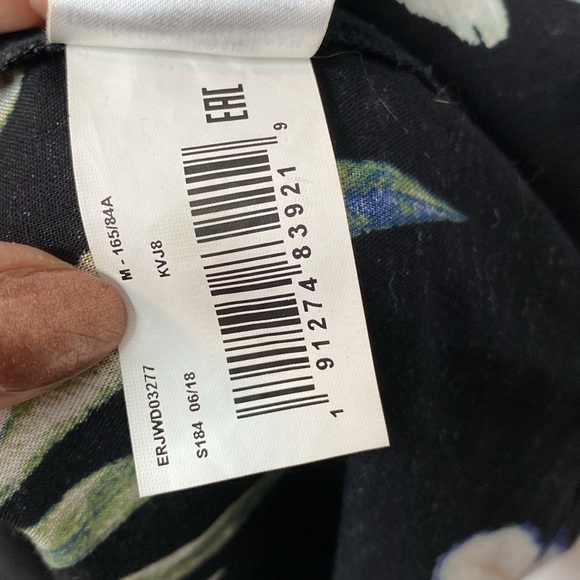 ERJWD03277 M - 165/84A
S184 06/18 KVJ8
1 91274 83921 9
EAC